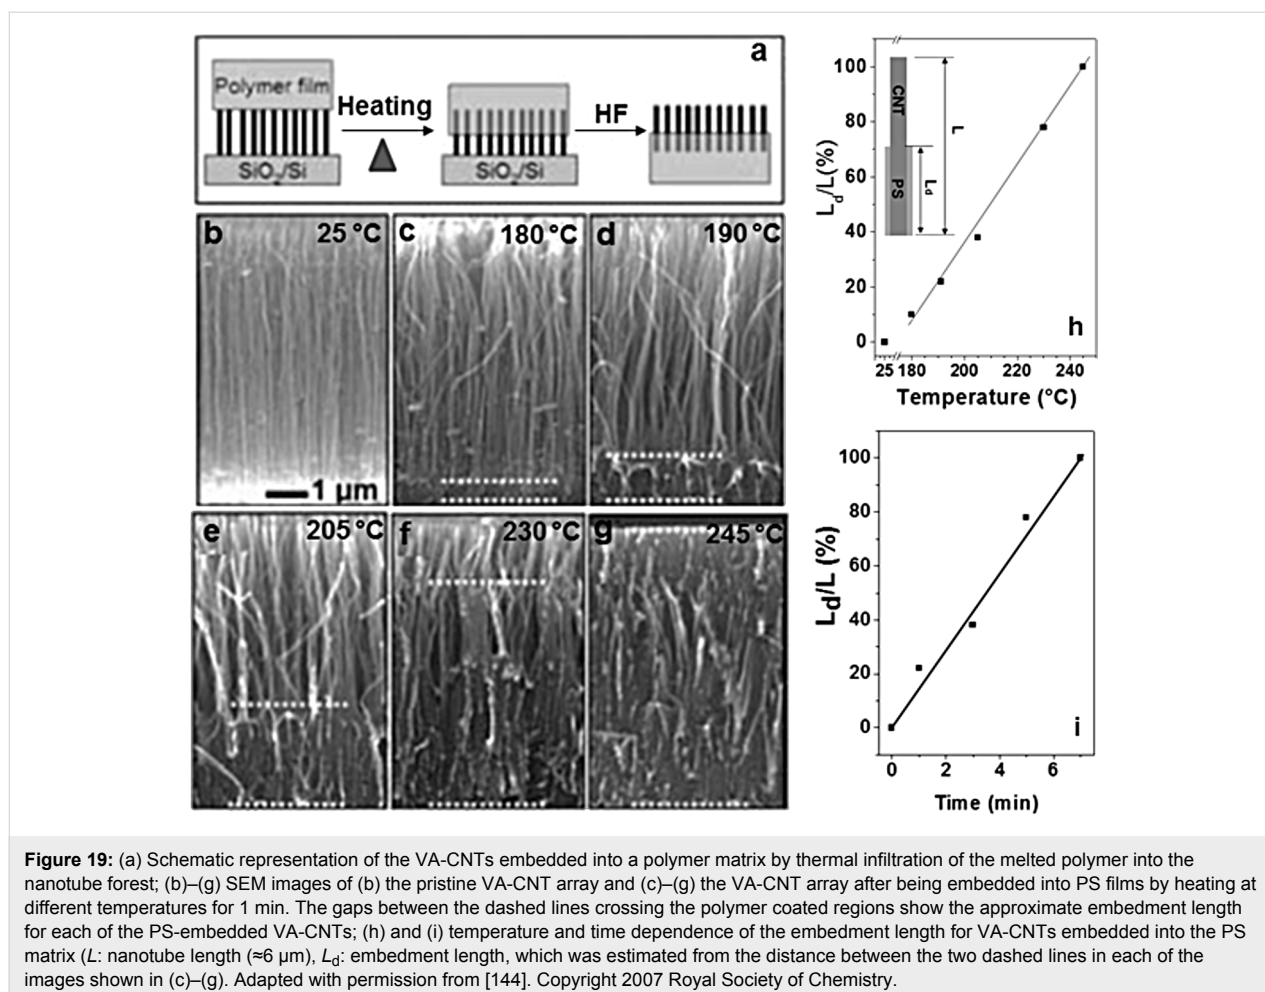 a
Polymer film
Heating
HF
SiO2/Si
SiO2/Si
b
25 °C
c
180 °C
d
190 °C
1 µm
e
205 °C
f
230 °C
g
245 °C
100
80
60
40
20
0
Ld/L(%)
CNT
PS
L
Ld
h
25 180 200 220 240
Temperature (°C)
100
80
60
40
20
0
Ld/L (%)
i
0 2 4 6
Time (min)
Figure 19: (a) Schematic representation of the VA-CNTs embedded into a polymer matrix by thermal infiltration of the melted polymer into the
nanotube forest; (b)–(g) SEM images of (b) the pristine VA-CNT array and (c)–(g) the VA-CNT array after being embedded into PS films by heating at
different temperatures for 1 min. The gaps between the dashed lines crossing the polymer coated regions show the approximate embedment length
for each of the PS-embedded VA-CNTs; (h) and (i) temperature and time dependence of the embedment length for VA-CNTs embedded into the PS
matrix (L: nanotube length (≈6 µm), Ld: embedment length, which was estimated from the distance between the two dashed lines in each of the
images shown in (c)–(g). Adapted with permission from [144]. Copyright 2007 Royal Society of Chemistry.